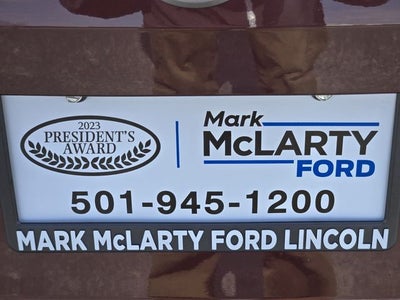 2023
PRESIDENT'S
AWARD
Mark
McLARTY
FORD
501-945-1200
MARK McLARTY FORD LINCOLN